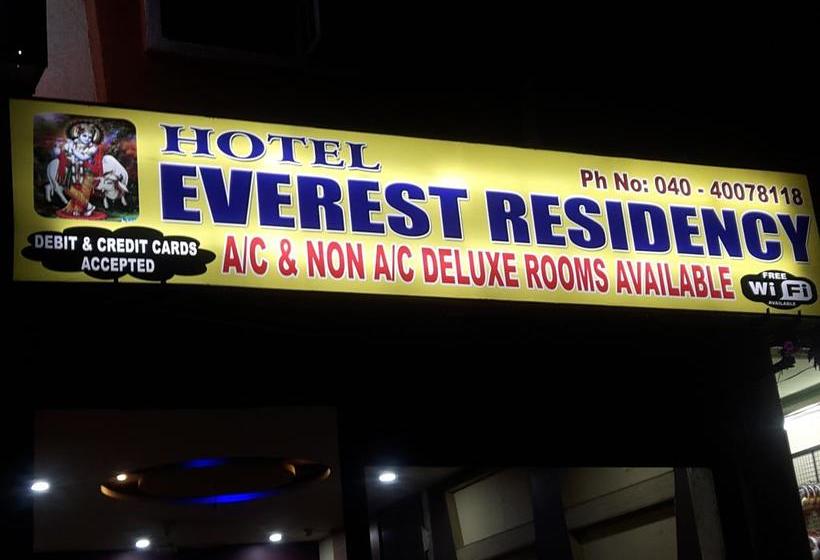 HOTEL
Ph No: 040 - 40078118
EVEREST RESIDENCY
DEBIT & CREDIT CARDS
ACCEPTED
A/C & NON A/C DELUXE ROOMS AVAILABLE
FREE
Wi Fi
AVAILABLE